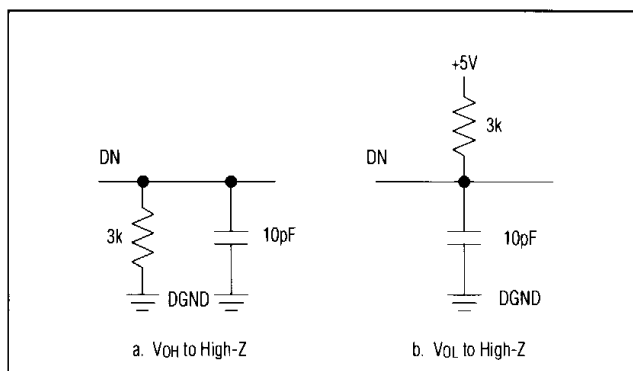 +5V
3k
DN
DN
3k
10pF
10pF
DGND
DGND
a. VOH to High-Z
b. VOL to High-Z